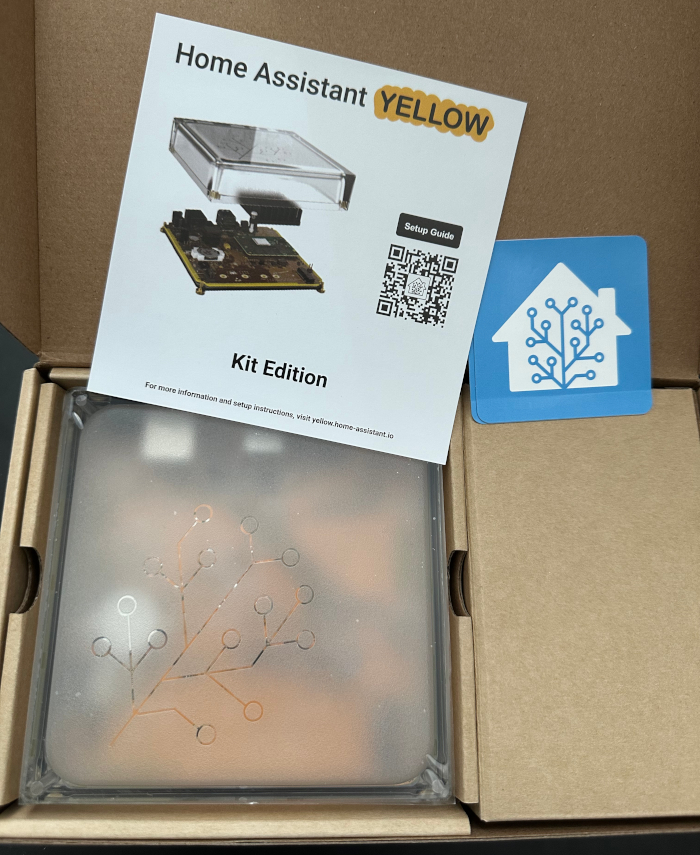 Home Assistant YELLOW
Setup Guide
Kit Edition
For more information and setup instructions, visit yellow.home-assistant.io